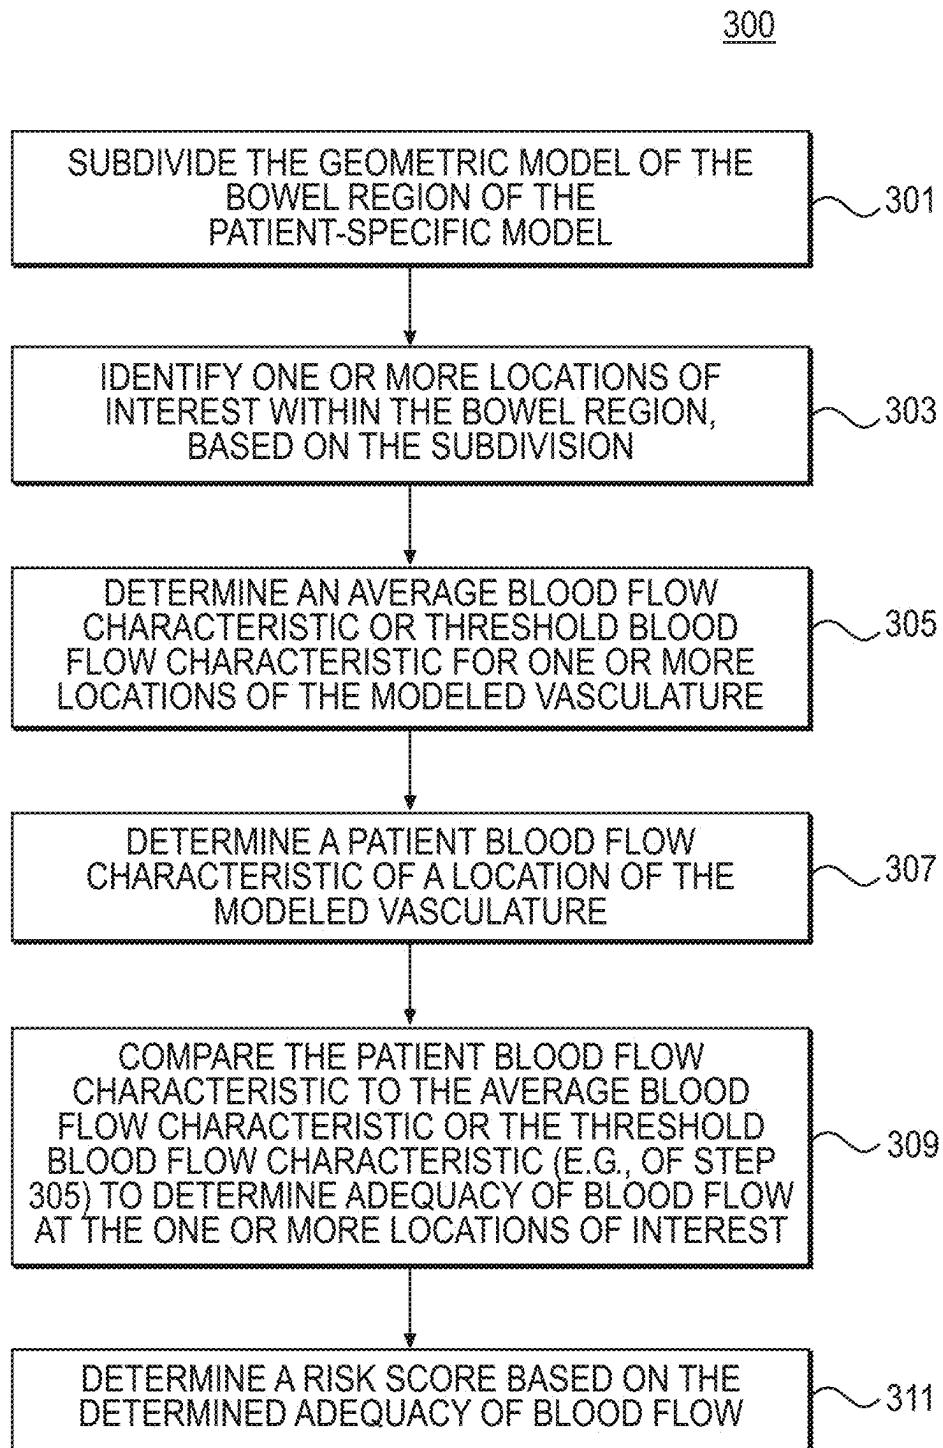 300
SUBDIVIDE THE GEOMETRIC MODEL OF THE
BOWEL REGION OF THE
PATIENT-SPECIFIC MODEL
301
IDENTIFY ONE OR MORE LOCATIONS OF
INTEREST WITHIN THE BOWEL REGION,
BASED ON THE SUBDIVISION
303
DETERMINE AN AVERAGE BLOOD FLOW
CHARACTERISTIC OR THRESHOLD BLOOD
FLOW CHARACTERISTIC FOR ONE OR MORE
LOCATIONS OF THE MODELED VASCULATURE
305
DETERMINE A PATIENT BLOOD FLOW
CHARACTERISTIC OF A LOCATION OF THE
MODELED VASCULATURE
307
COMPARE THE PATIENT BLOOD FLOW
CHARACTERISTIC TO THE AVERAGE BLOOD
FLOW CHARACTERISTIC OR THE THRESHOLD
BLOOD FLOW CHARACTERISTIC (E.G., OF STEP
305) TO DETERMINE ADEQUACY OF BLOOD FLOW
AT THE ONE OR MORE LOCATIONS OF INTEREST
309
DETERMINE A RISK SCORE BASED ON THE
DETERMINED ADEQUACY OF BLOOD FLOW
311